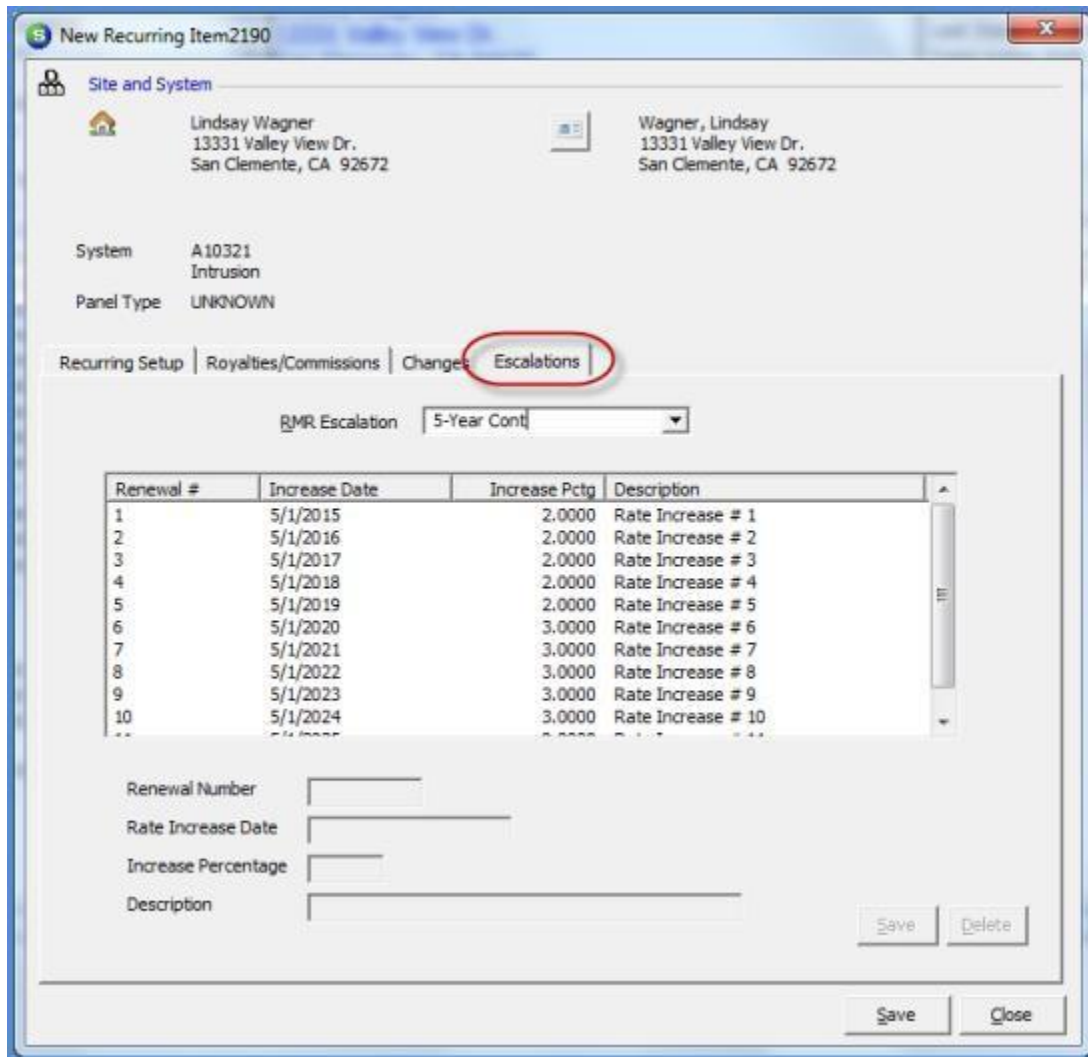 New Recurring Item2190
Site and System
Lindsay Wagner
13331 Valley View Dr.
San Clemente, CA 92672
Wagner, Lindsay
13331 Valley View Dr.
San Clemente, CA 92672
System A10321
Intrusion
Panel Type UNKNOWN
Recurring Setup Royalties/Commissions Changes Escalations
RMR Escalation 5-Year Cont
Renewal # Increase Date Increase Pctg Description
1 5/1/2015 2.0000 Rate Increase # 1
2 5/1/2016 2.0000 Rate Increase # 2
3 5/1/2017 2.0000 Rate Increase # 3
4 5/1/2018 2.0000 Rate Increase # 4
5 5/1/2019 2.0000 Rate Increase # 5
6 5/1/2020 3.0000 Rate Increase # 6
7 5/1/2021 3.0000 Rate Increase # 7
8 5/1/2022 3.0000 Rate Increase # 8
9 5/1/2023 3.0000 Rate Increase # 9
10 5/1/2024 3.0000 Rate Increase # 10
Renewal Number
Rate Increase Date
Increase Percentage
Description
Save Delete
Save Close